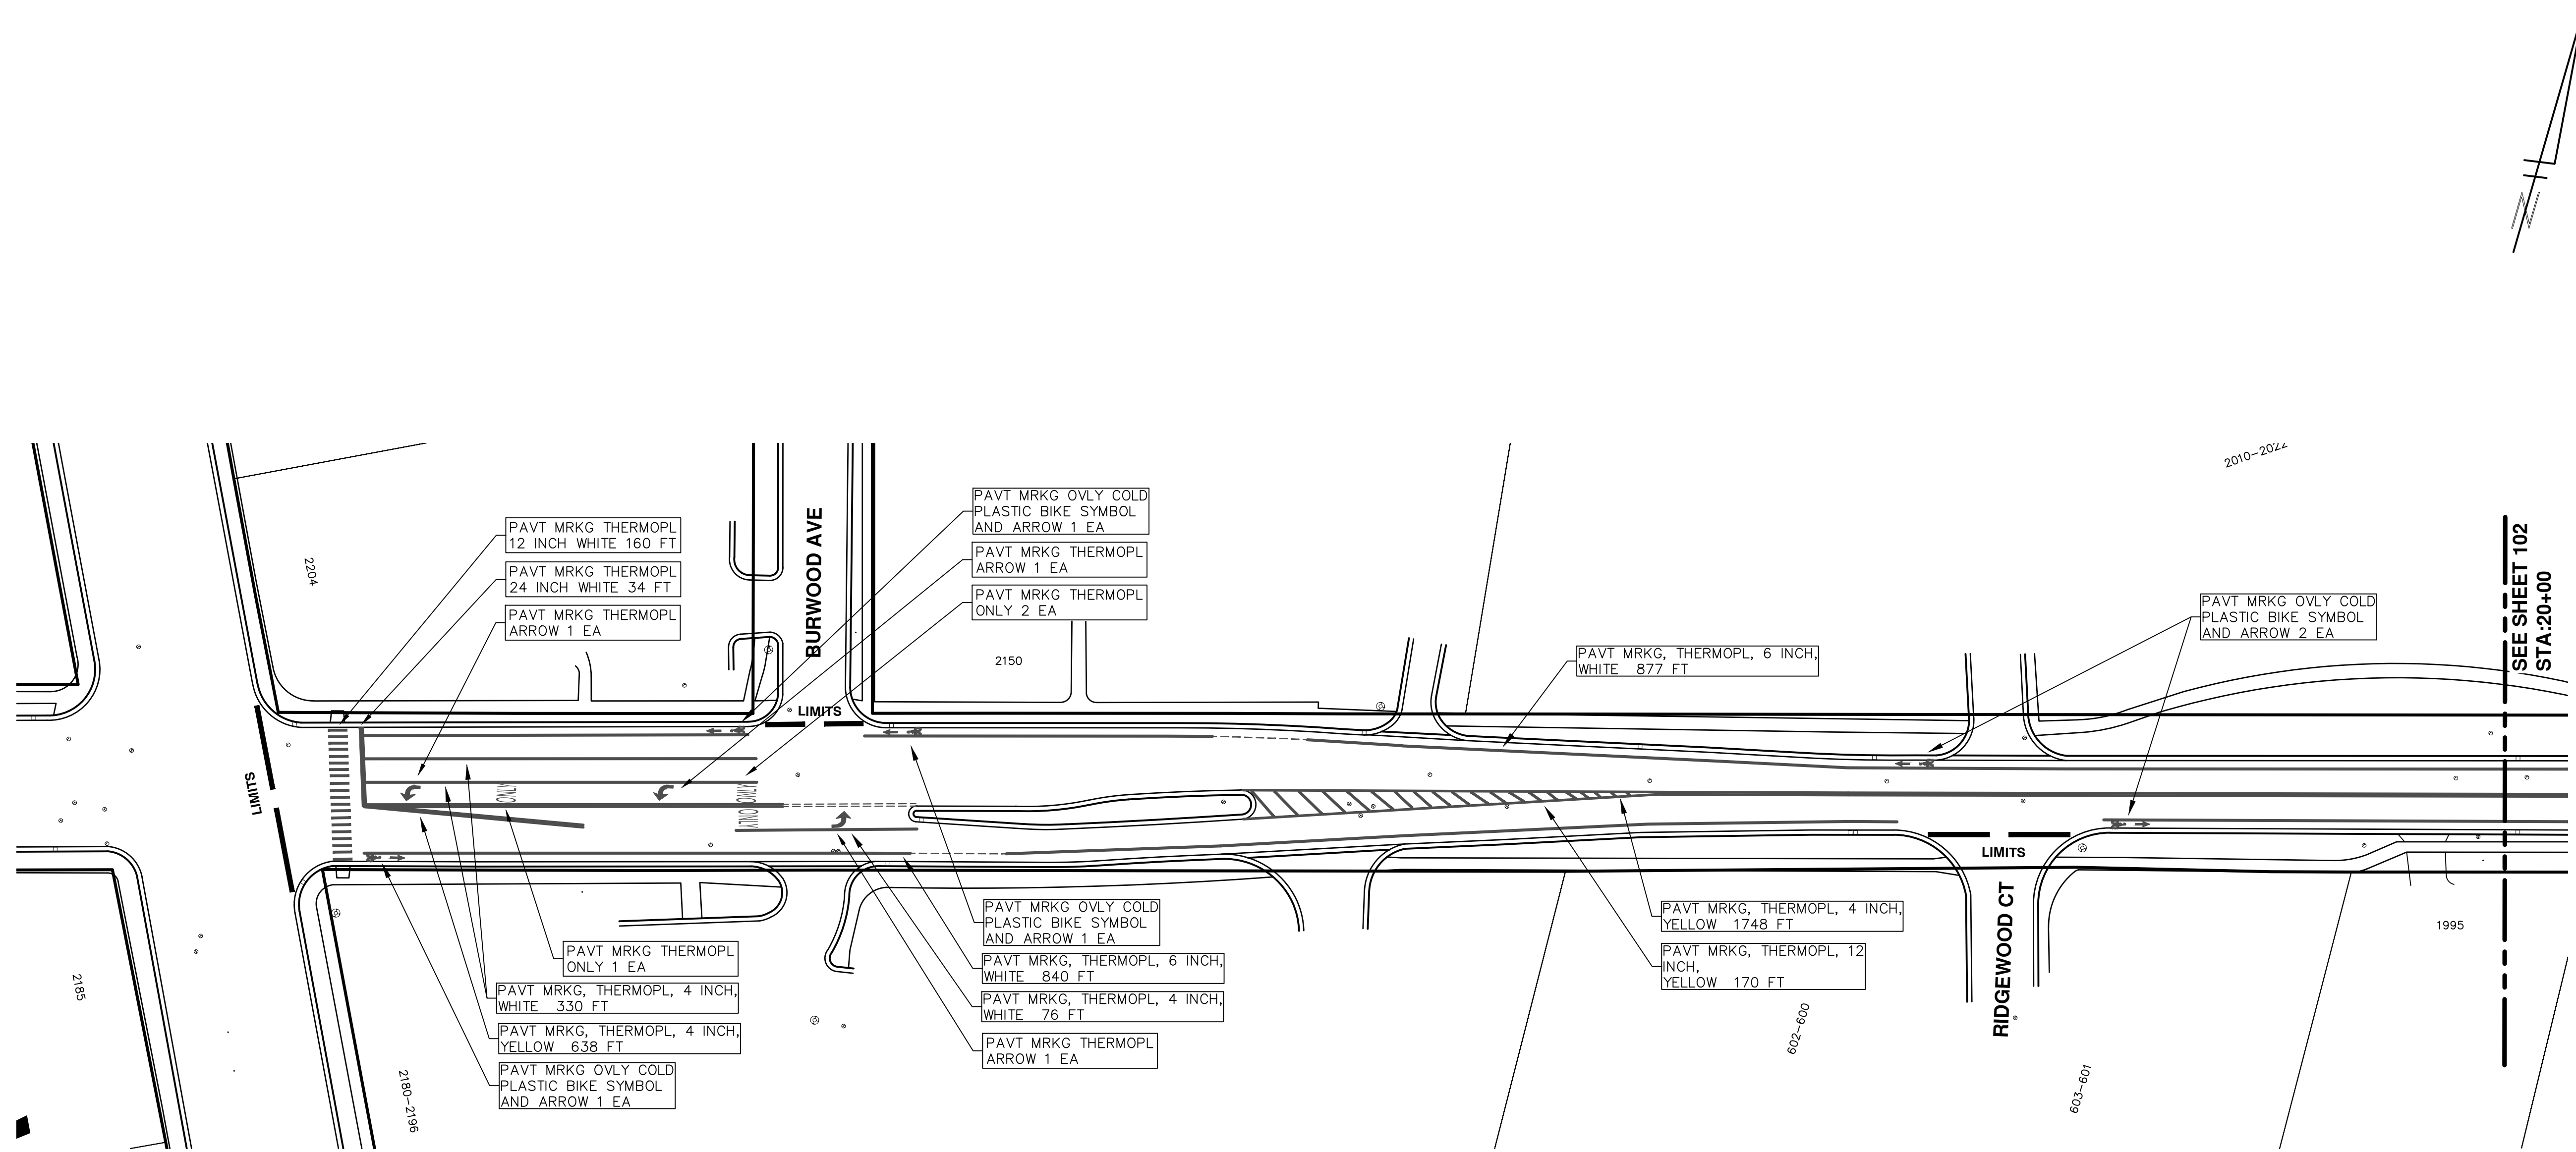 N
2010-2022
PAVT MRKG OVLY COLD
PLASTIC BIKE SYMBOL
AND ARROW 1 EA
PAVT MRKG THERMOPL
12 INCH WHITE 160 FT
PAVT MRKG THERMOPL
ARROW 1 EA
PAVT MRKG THERMOPL
24 INCH WHITE 34 FT
PAVT MRKG THERMOPL
ONLY 2 EA
PAVT MRKG THERMOPL
ARROW 1 EA
2204
BURWOOD AVE
2150
PAVT MRKG, THERMOPL, 6 INCH,
WHITE 877 FT
PAVT MRKG OVLY COLD
PLASTIC BIKE SYMBOL
AND ARROW 2 EA
SEE SHEET 102
STA:20+00
LIMITS
LIMITS
ONLY
ONLY
ONLY
LIMITS
PAVT MRKG OVLY COLD
PLASTIC BIKE SYMBOL
AND ARROW 1 EA
PAVT MRKG, THERMOPL, 4 INCH,
YELLOW 1748 FT
1995
PAVT MRKG THERMOPL
ONLY 1 EA
PAVT MRKG, THERMOPL, 6 INCH,
WHITE 840 FT
PAVT MRKG, THERMOPL, 12
INCH,
YELLOW 170 FT
RIDGEWOOD CT
2185
PAVT MRKG, THERMOPL, 4 INCH,
WHITE 330 FT
PAVT MRKG, THERMOPL, 4 INCH,
WHITE 76 FT
PAVT MRKG, THERMOPL, 4 INCH,
YELLOW 638 FT
PAVT MRKG THERMOPL
ARROW 1 EA
602-600
PAVT MRKG OVLY COLD
PLASTIC BIKE SYMBOL
AND ARROW 1 EA
2180-2196
603-601